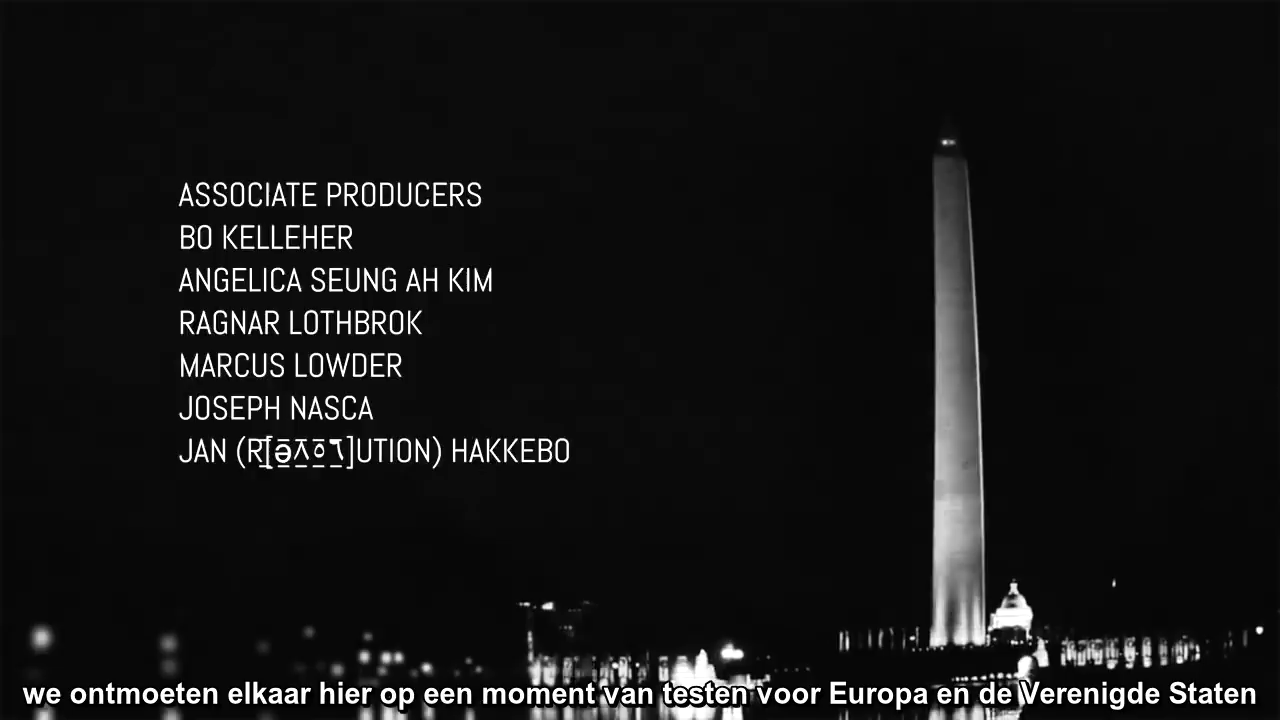 ASSOCIATE PRODUCERS
BO KELLEHER
ANGELICA SEUNG AH KIM
RAGNAR LOTHBROK
MARCUS LOWDER
JOSEPH NASCA
HAKKEBO
JAN
we ontmoeten elkaar hier op een moment van testen voor Europa en de Verenigde Staten